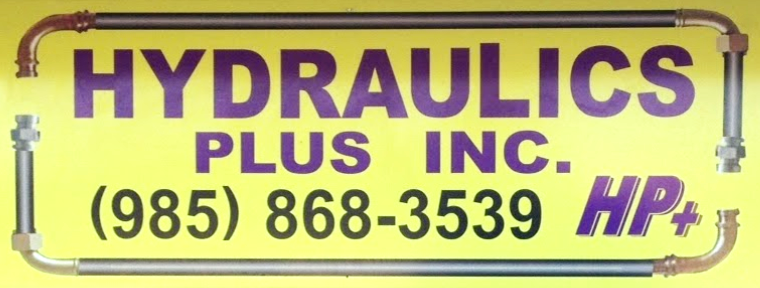 HYDRAULICS
PLUS INC.
(985) 868-3539
HP+